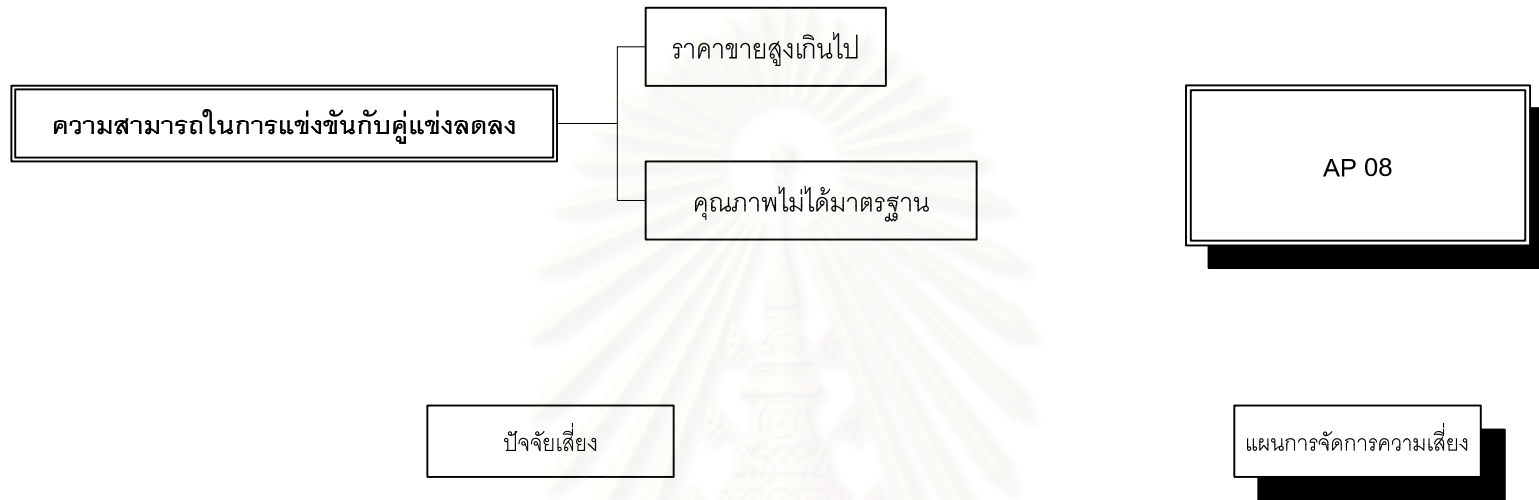 ราคาขายสูงเกินไป
ความสามารถในการแข่งขันกับคู่แข่งลดลง
AP 08
คุณภาพไม่ได้มาตรฐาน
ปัจจัยเสี่ยง
แผนการจัดการความเสี่ยง